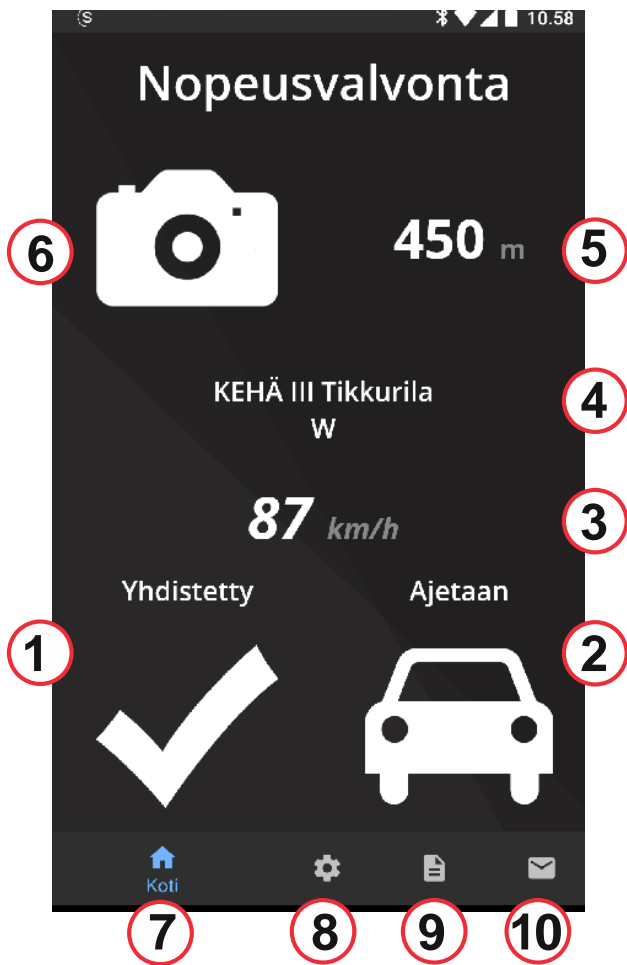 10.58
Nopeusvalvonta
6
450 m
5
KEHÄ III Tikkurila
W
4
87 km/h
3
Yhdistetty
Ajetaan
1
2
Koti
7
8
9
10